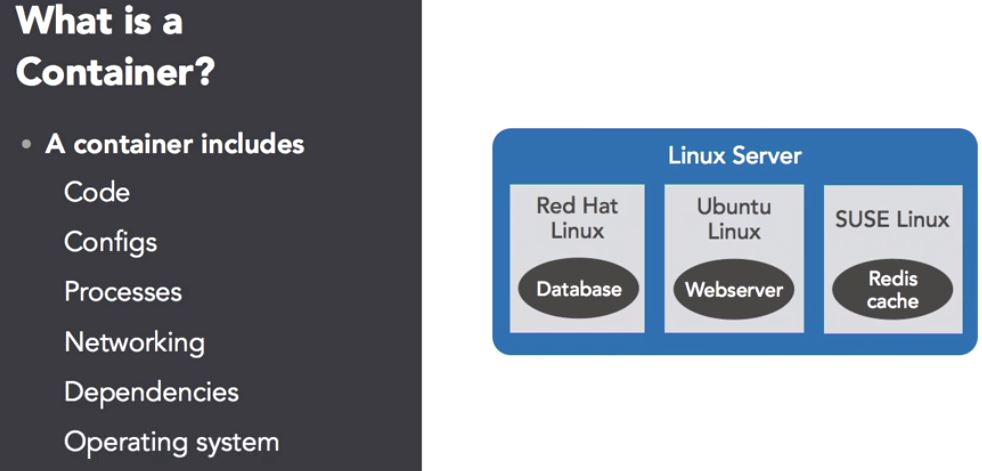 What is a
Container?
• A container includes
Code
Configs
Processes
Networking
Dependencies
Operating system
Linux Server
Red Hat
Linux
Database
Ubuntu
Linux
Webserver
SUSE Linux
Redis
cache